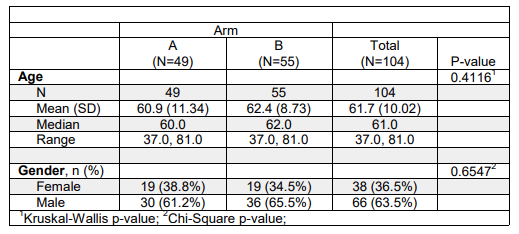 Arm
A B Total
(N=49) (N=55) (N=104) P-value
Age 0.4116¹
N 49 55 104
Mean (SD) 60.9 (11.34) 62.4 (8.73) 61.7 (10.02)
Median 60.0 62.0 61.0
Range 37.0, 81.0 37.0, 81.0 37.0, 81.0
Gender, n (%) 0.6547²
Female 19 (38.8%) 19 (34.5%) 38 (36.5%)
Male 30 (61.2%) 36 (65.5%) 66 (63.5%)
¹Kruskal-Wallis p-value; ²Chi-Square p-value;